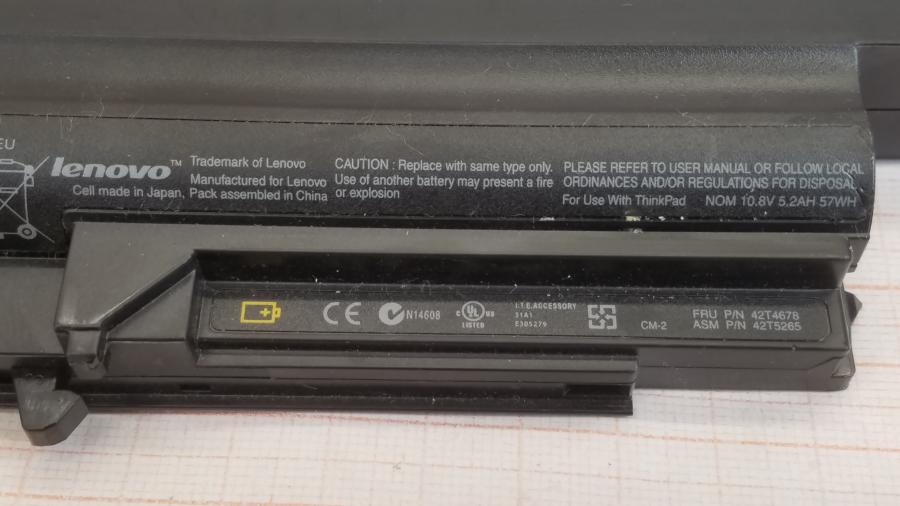 EU
lenovo™
Trademark of Lenovo
Manufactured for Lenovo
Cell made in Japan, Pack assembled in China
CAUTION : Replace with same type only.
Use of another battery may present a fire
or explosion
PLEASE REFER TO USER MANUAL OR FOLLOW LOCAL
ORDINANCES AND/OR REGULATIONS FOR DISPOSAL
For Use With ThinkPad NOM 10.8V 5.2AH 57WH
CE
N14608
c UL us
LISTED
I.T.E.ACCESSORY
31A1
E305279
CM-2
FRU P/N 42T4678
ASM P/N 42T5265